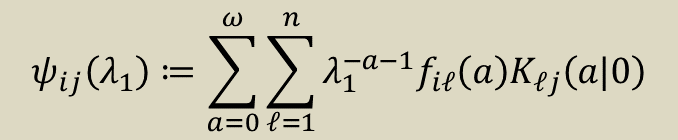 ψ_{ij}(λ_1) ≔ ∑_{a=0}^{ω} ∑_{ℓ=1}^{n} λ_1^{-a-1} f_{iℓ}(a) K_{ℓj}(a|0)